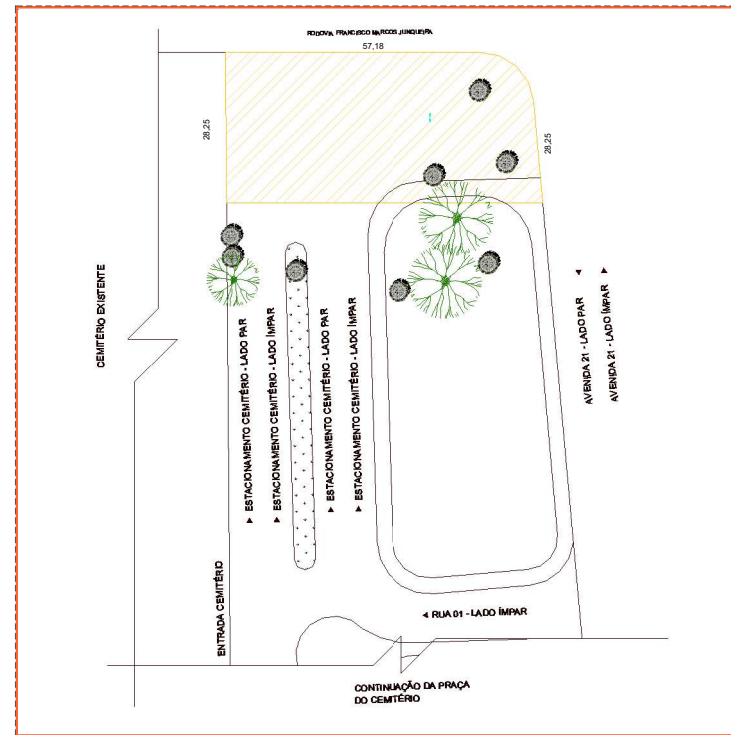 RODOVIA FRANCISCO MARCOS JUNQUEIRA
57,18
28,25
28,25
CEMITÉRIO EXISTENTE
ESTACIONAMENTO CEMITÉRIO - LADO PAR
ESTACIONAMENTO CEMITÉRIO - LADO ÍMPAR
ESTACIONAMENTO CEMITÉRIO - LADO PAR
ESTACIONAMENTO CEMITÉRIO - LADO ÍMPAR
AVENIDA 21 - LADO PAR
AVENIDA 21 - LADO ÍMPAR
ENTRADA CEMITÉRIO
RUA 01 - LADO ÍMPAR
CONTINUAÇÃO DA PRAÇA
DO CEMITÉRIO